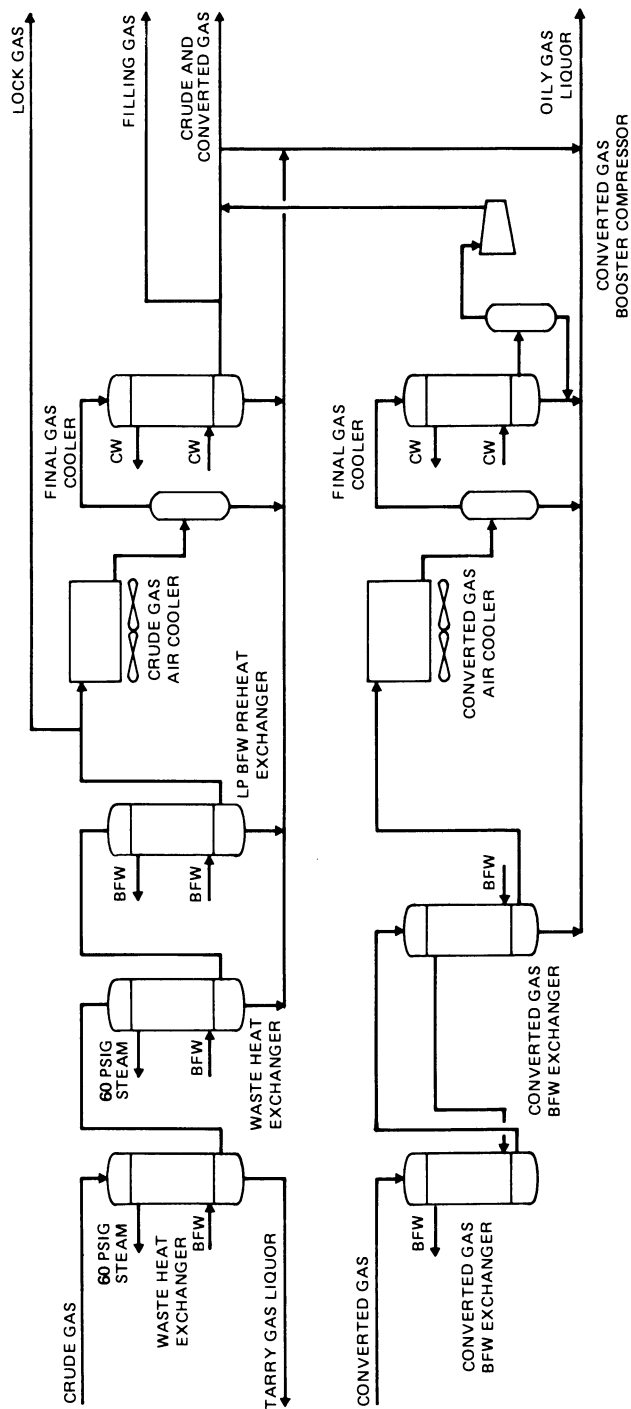 LOCK GAS
FILLING GAS
CRUDE AND
CONVERTED GAS
FINAL GAS
COOLER
CW
CW
CRUDE GAS
AIR COOLER
LP BFW PREHEAT
EXCHANGER
BFW
BFW
60 PSIG
STEAM
BFW
WASTE HEAT
EXCHANGER
60 PSIG
STEAM
BFW
WASTE HEAT
EXCHANGER
CRUDE GAS
TARRY GAS LIQUOR
OILY GAS
LIQUOR
CONVERTED GAS
BOOSTER COMPRESSOR
FINAL GAS
COOLER
CW
CW
CONVERTED GAS
AIR COOLER
BFW
CONVERTED GAS
BFW EXCHANGER
BFW
CONVERTED GAS
BFW EXCHANGER
CONVERTED GAS